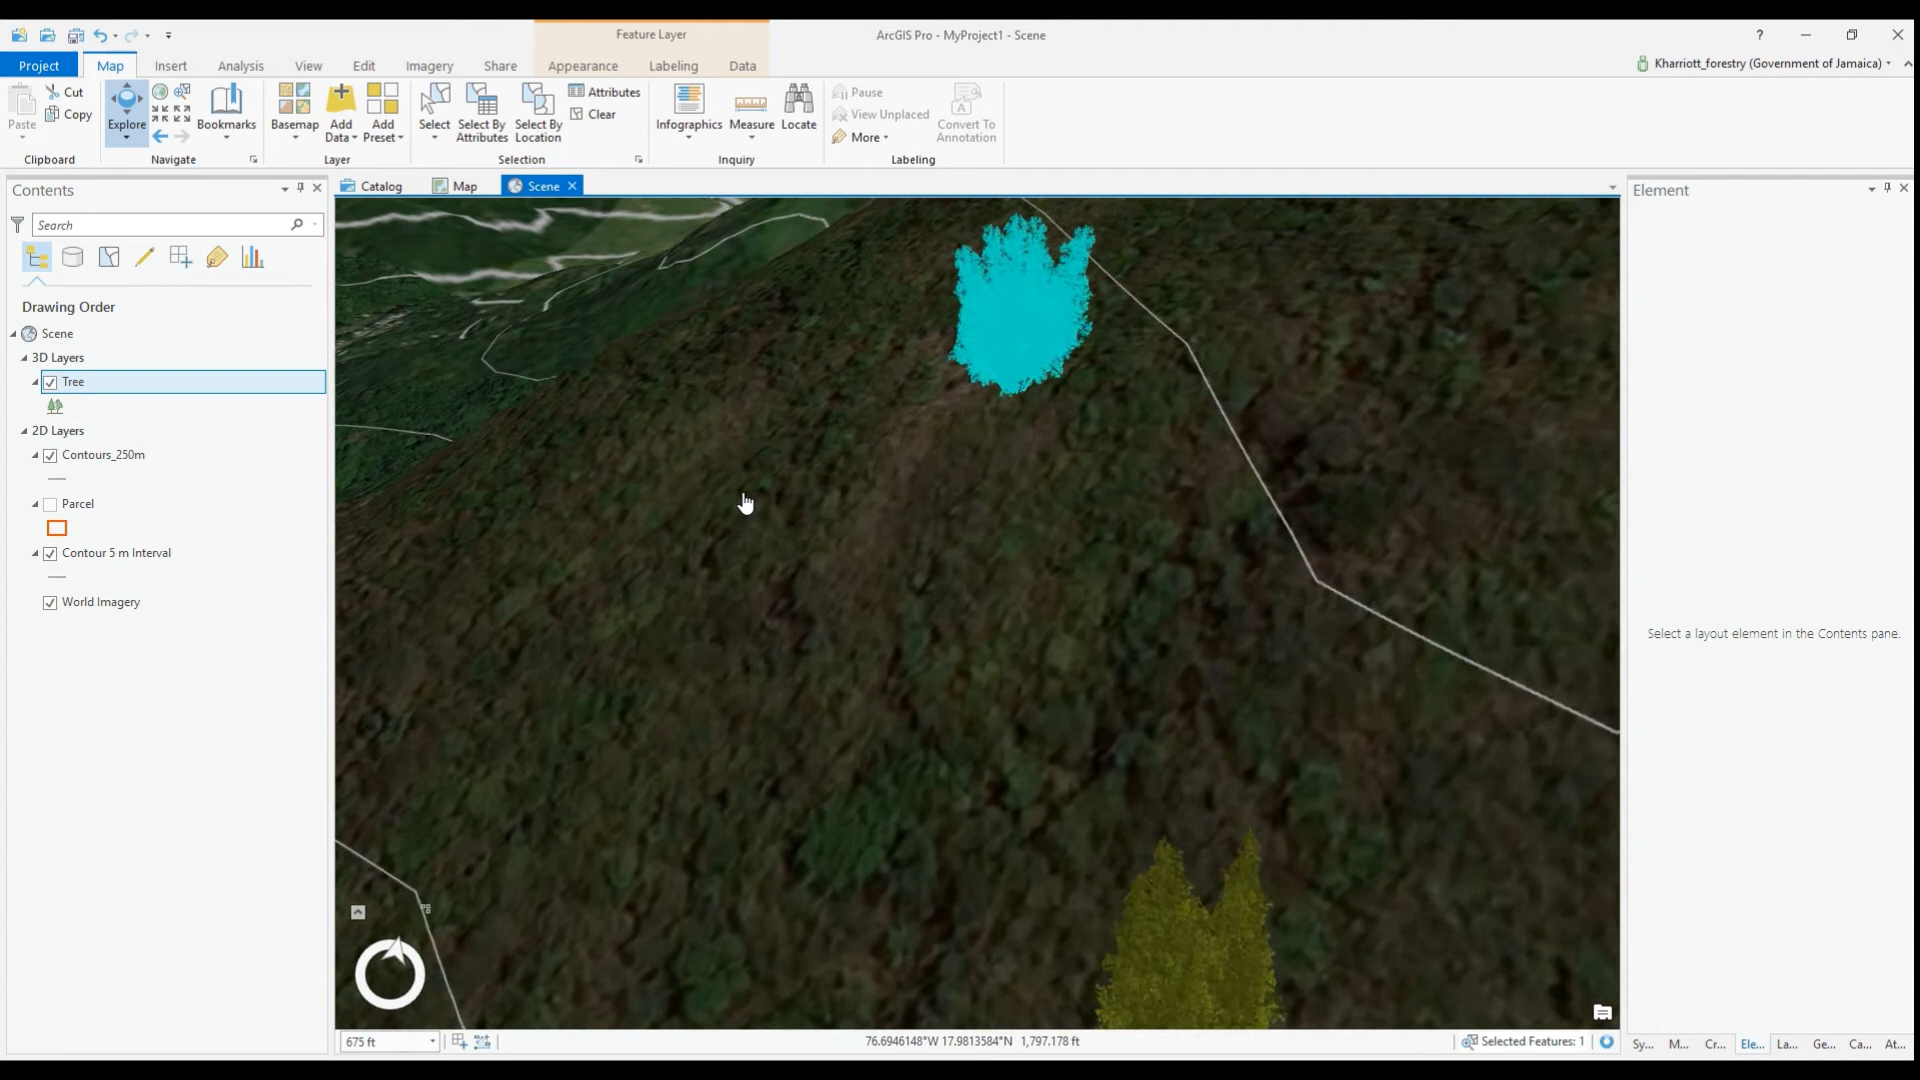 Feature Layer
ArcGIS Pro - MyProject1 - Scene
?
Project
Map
Insert
Analysis
View
Edit
Imagery
Share
Appearance
Labeling
Data
Kharriott_forestry (Government of Jamaica)
Paste
Cut
Copy
Clipboard
Explore
Bookmarks
Navigate
Basemap
Add
Data
Add
Preset
Layer
Select
Select By
Attributes
Select By
Location
Attributes
Clear
Selection
Infographics
Measure
Locate
Inquiry
Pause
View Unplaced
More
Convert To
Annotation
Labeling
Contents
Search
Drawing Order
Scene
3D Layers
Tree
2D Layers
Contours_250m
Parcel
Contour 5 m Interval
World Imagery
Catalog
Map
Scene
675 ft
76.6946148°W 17.9813584°N 1,797.178 ft
Selected Features: 1
Element
Select a layout element in the Contents pane.
Sy...
M...
Cr...
Ele...
La...
Ge...
Ca...
At...